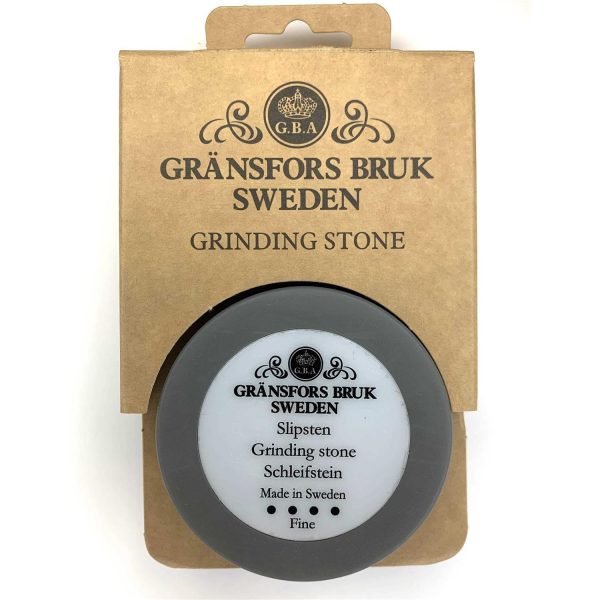 G.B.A
GRÄNSFORS BRUK
SWEDEN
GRINDING STONE
G.B.A
GRÄNSFORS BRUK
SWEDEN
Slipsten
Grinding stone
Schleifstein
Made in Sweden
● ● ● ●
Fine